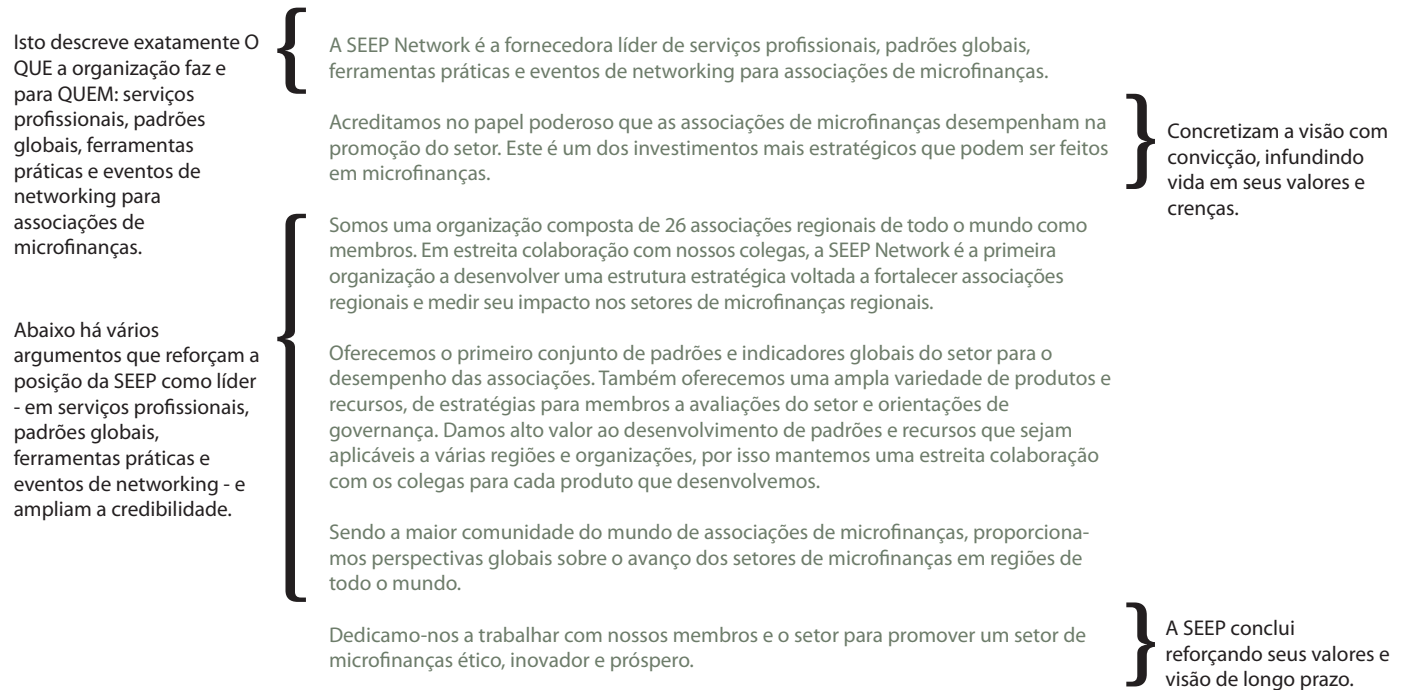 Isto descreve exatamente O
QUE a organização faz e
para QUEM: serviços
profissionais, padrões
globais, ferramentas
práticas e eventos de
networking para
associações de
microfinanças.
A SEEP Network é a fornecedora líder de serviços profissionais, padrões globais,
ferramentas práticas e eventos de networking para associações de microfinanças.
Acreditamos no papel poderoso que as associações de microfinanças desempenham na
promoção do setor. Este é um dos investimentos mais estratégicos que podem ser feitos
em microfinanças.
Concretizam a visão com
convicção, infundindo
vida em seus valores e
crenças.
Abaixo há vários
argumentos que reforçam a
posição da SEEP como líder
- em serviços profissionais,
padrões globais,
ferramentas práticas e
eventos de networking - e
ampliam a credibilidade.
Somos uma organização composta de 26 associações regionais de todo o mundo como
membros. Em estreita colaboração com nossos colegas, a SEEP Network é a primeira
organização a desenvolver uma estrutura estratégica voltada a fortalecer associações
regionais e medir seu impacto nos setores de microfinanças regionais.
Oferecemos o primeiro conjunto de padrões e indicadores globais do setor para o
desempenho das associações. Também oferecemos uma ampla variedade de produtos e
recursos, de estratégias para membros a avaliações do setor e orientações de
governança. Damos alto valor ao desenvolvimento de padrões e recursos que sejam
aplicáveis a várias regiões e organizações, por isso mantemos uma estreita colaboração
com os colegas para cada produto que desenvolvemos.
Sendo a maior comunidade do mundo de associações de microfinanças, proporciona-
mos perspectivas globais sobre o avanço dos setores de microfinanças em regiões de
todo o mundo.
Dedicamo-nos a trabalhar com nossos membros e o setor para promover um setor de
microfinanças ético, inovador e próspero.
A SEEP conclui
reforçando seus valores e
visão de longo prazo.